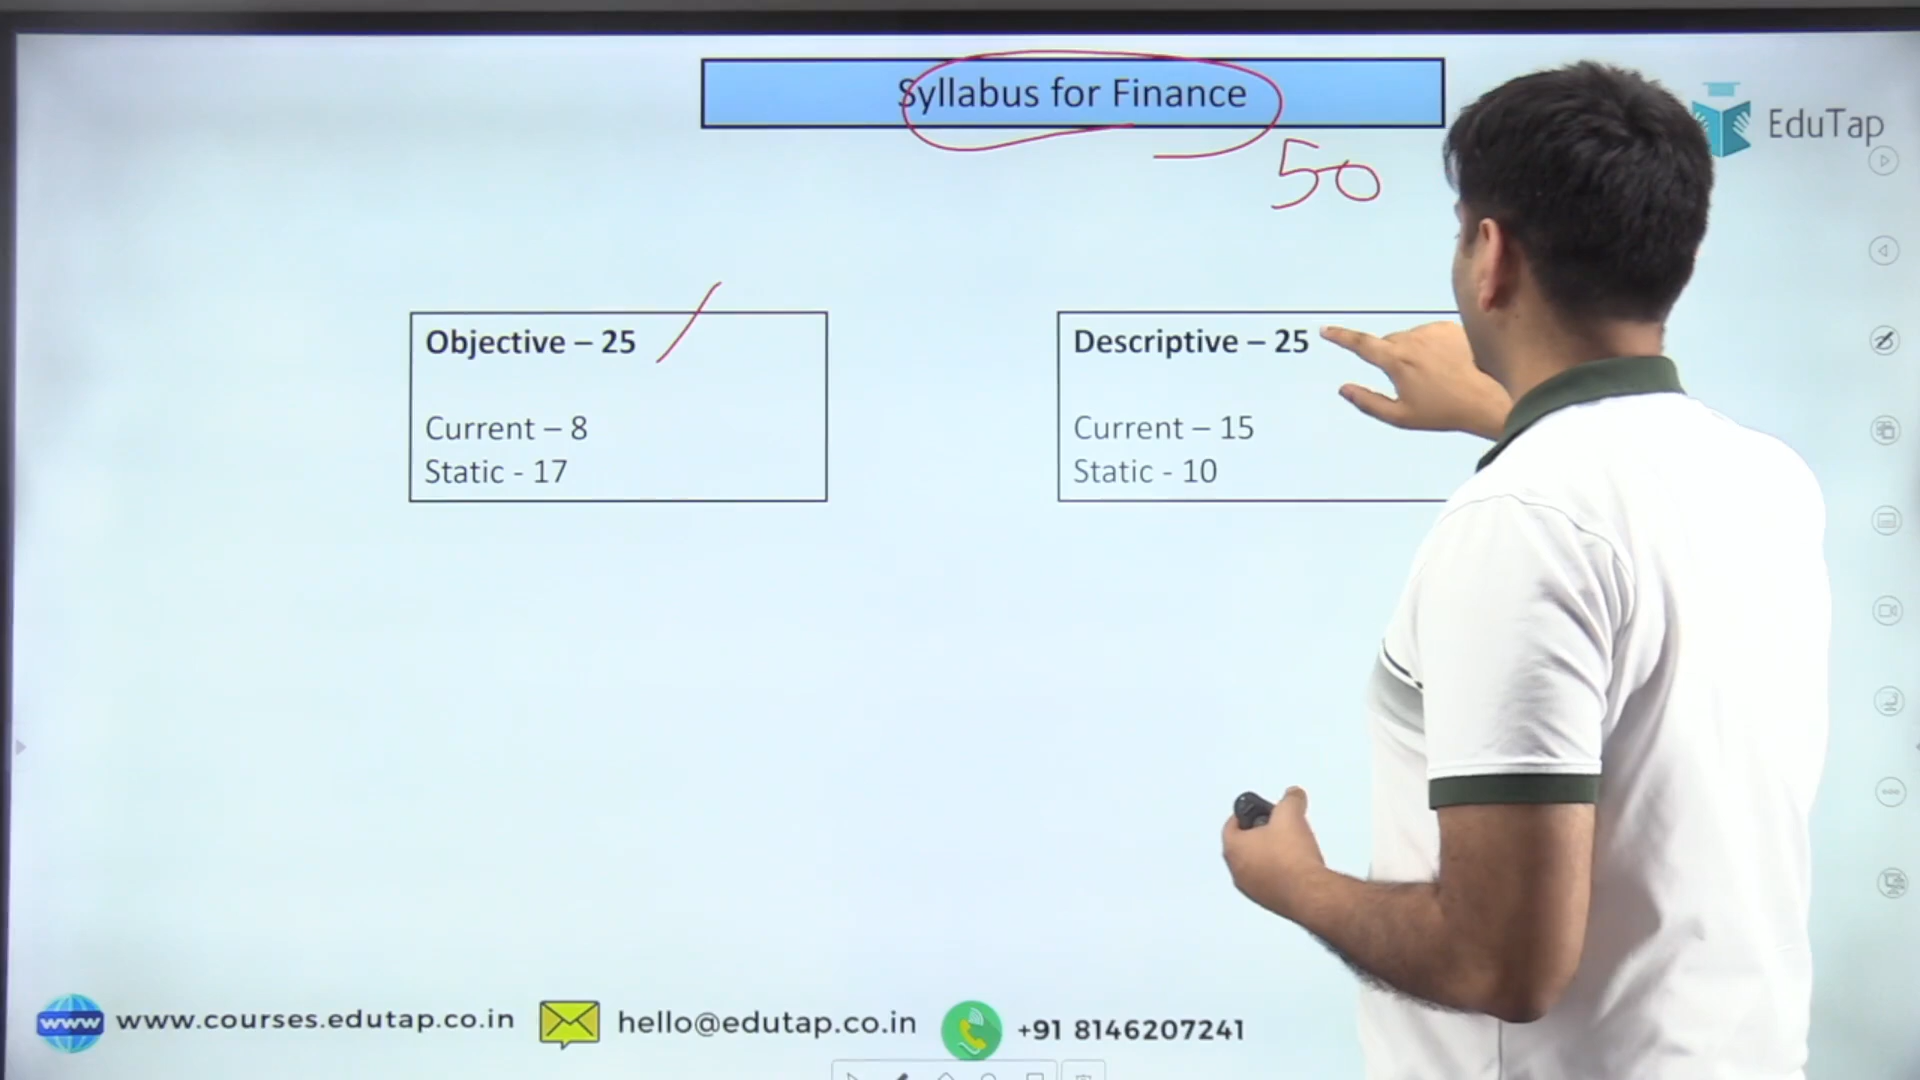 Syllabus for Finance
EduTap
50
Objective – 25
Current – 8
Static - 17
Descriptive – 25
Current – 15
Static - 10
www
www.courses.edutap.co.in
hello@edutap.co.in
+91 8146207241